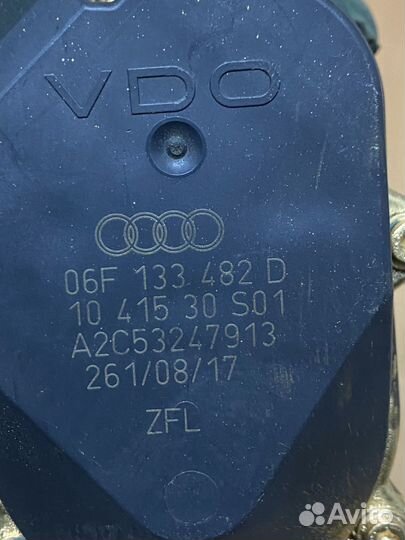 VDO
06F 133 482 D
10 415 30 S01
A2C53247913
261/08/17
ZFL
Avito